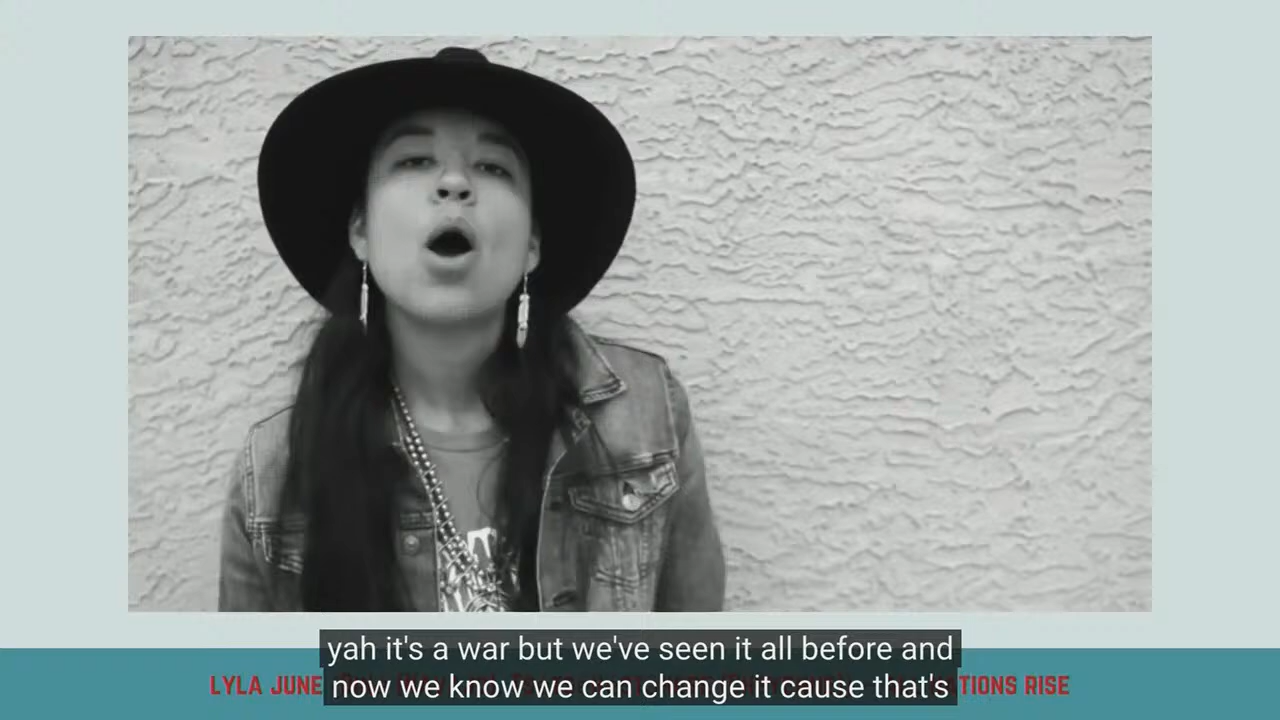 yah it's a war but we've seen it all before and
now we know we can change it cause that's
LYLA JUNE
NATIONS RISE